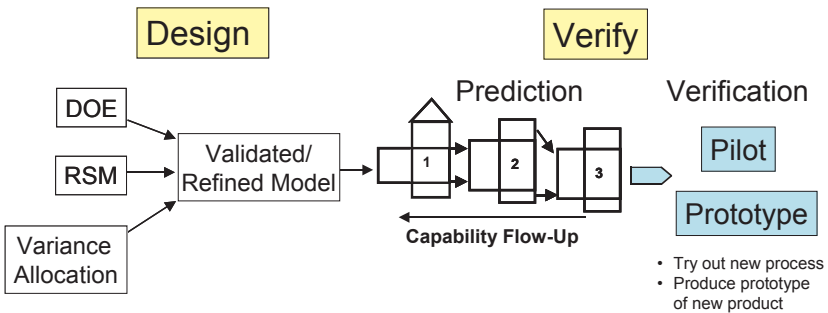 Design
Verify
Prediction
Verification
DOE
RSM
Variance
Allocation
Validated/
Refined Model
1
2
3
Capability Flow-Up
Pilot
Prototype
• Try out new process
• Produce prototype
of new product